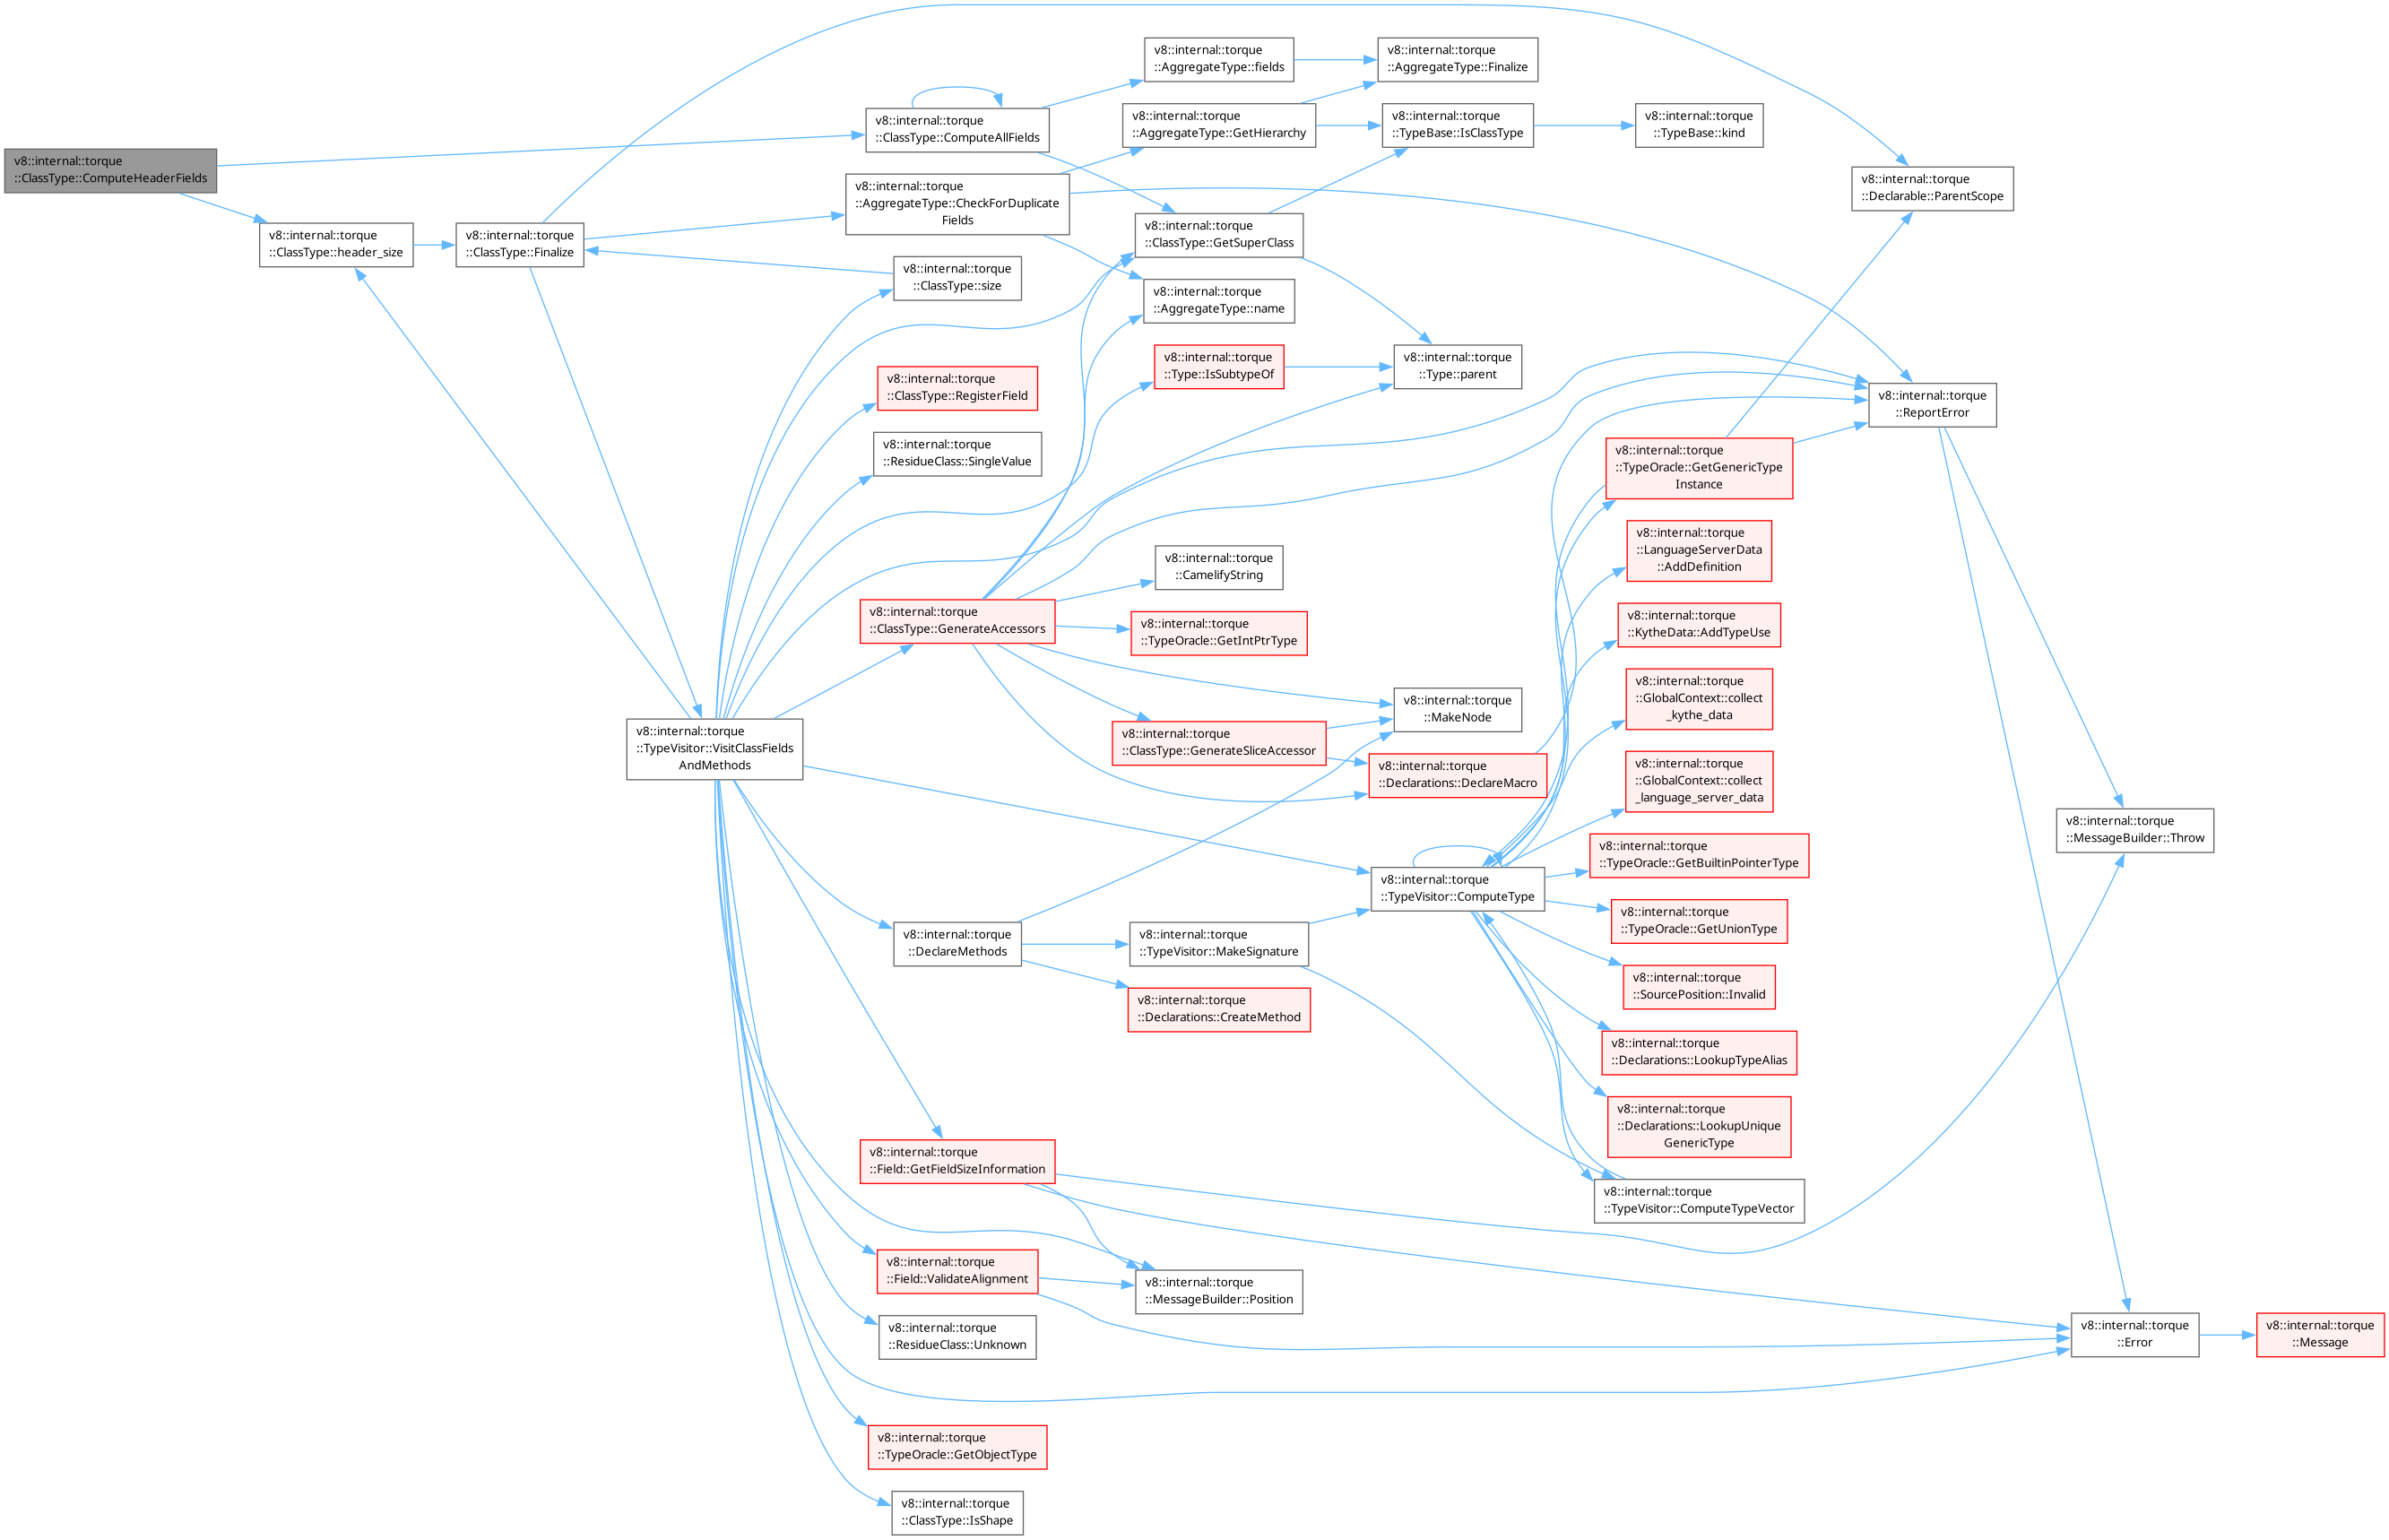 v8::internal::torque
::ClassType::ComputeHeaderFields
v8::internal::torque
::ClassType::header_size
v8::internal::torque
::ClassType::Finalize
v8::internal::torque
::TypeVisitor::VisitClassFields
AndMethods
v8::internal::torque
::ClassType::ComputeAllFields
v8::internal::torque
::AggregateType::CheckForDuplicate
Fields
v8::internal::torque
::ClassType::size
v8::internal::torque
::ClassType::RegisterField
v8::internal::torque
::ResidueClass::SingleValue
v8::internal::torque
::ClassType::GenerateAccessors
v8::internal::torque
::DeclareMethods
v8::internal::torque
::Field::GetFieldSizeInformation
v8::internal::torque
::Field::ValidateAlignment
v8::internal::torque
::ResidueClass::Unknown
v8::internal::torque
::TypeOracle::GetObjectType
v8::internal::torque
::ClassType::IsShape
v8::internal::torque
::AggregateType::fields
v8::internal::torque
::AggregateType::GetHierarchy
v8::internal::torque
::ClassType::GetSuperClass
v8::internal::torque
::AggregateType::name
v8::internal::torque
::Type::IsSubtypeOf
v8::internal::torque
::CamelifyString
v8::internal::torque
::TypeOracle::GetIntPtrType
v8::internal::torque
::ClassType::GenerateSliceAccessor
v8::internal::torque
::TypeVisitor::MakeSignature
v8::internal::torque
::Declarations::CreateMethod
v8::internal::torque
::MessageBuilder::Position
v8::internal::torque
::AggregateType::Finalize
v8::internal::torque
::TypeBase::IsClassType
v8::internal::torque
::Type::parent
v8::internal::torque
::MakeNode
v8::internal::torque
::Declarations::DeclareMacro
v8::internal::torque
::TypeVisitor::ComputeType
v8::internal::torque
::TypeBase::kind
v8::internal::torque
::TypeOracle::GetGenericType
Instance
v8::internal::torque
::LanguageServerData
::AddDefinition
v8::internal::torque
::KytheData::AddTypeUse
v8::internal::torque
::GlobalContext::collect
_kythe_data
v8::internal::torque
::GlobalContext::collect
_language_server_data
v8::internal::torque
::TypeOracle::GetBuiltinPointerType
v8::internal::torque
::TypeOracle::GetUnionType
v8::internal::torque
::SourcePosition::Invalid
v8::internal::torque
::Declarations::LookupTypeAlias
v8::internal::torque
::Declarations::LookupUnique
GenericType
v8::internal::torque
::TypeVisitor::ComputeTypeVector
v8::internal::torque
::Declarable::ParentScope
v8::internal::torque
::ReportError
v8::internal::torque
::MessageBuilder::Throw
v8::internal::torque
::Error
v8::internal::torque
::Message